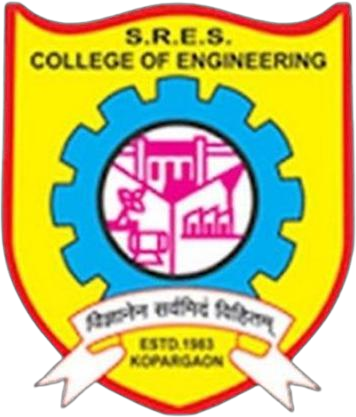 S.R.E.S.
COLLEGE OF ENGINEERING
विज्ञानेन सर्वमिदं विहितम्
ESTD.1983
KOPARGAON